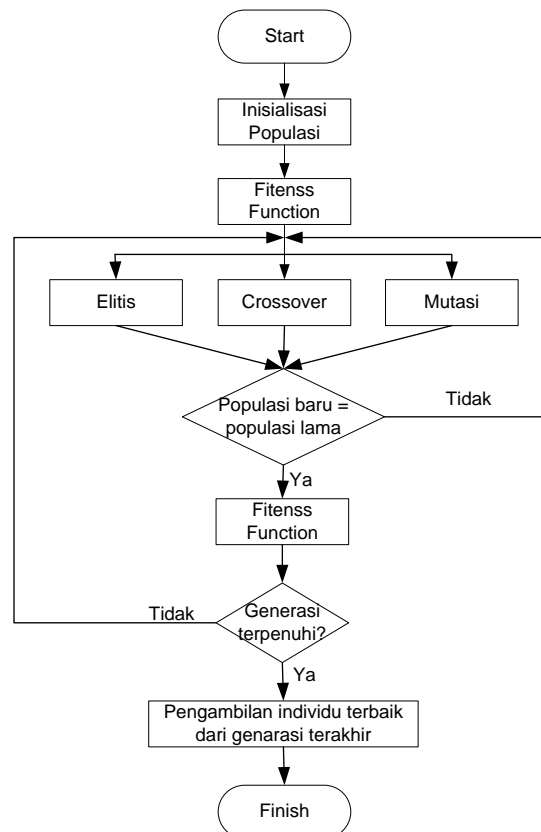 Start
Inisialisasi
Populasi
Fitenss
Function
Elitis
Crossover
Mutasi
Populasi baru =
populasi lama
Tidak
Ya
Fitenss
Function
Tidak
Generasi
terpenuhi?
Ya
Pengambilan individu terbaik
dari genarasi terakhir
Finish